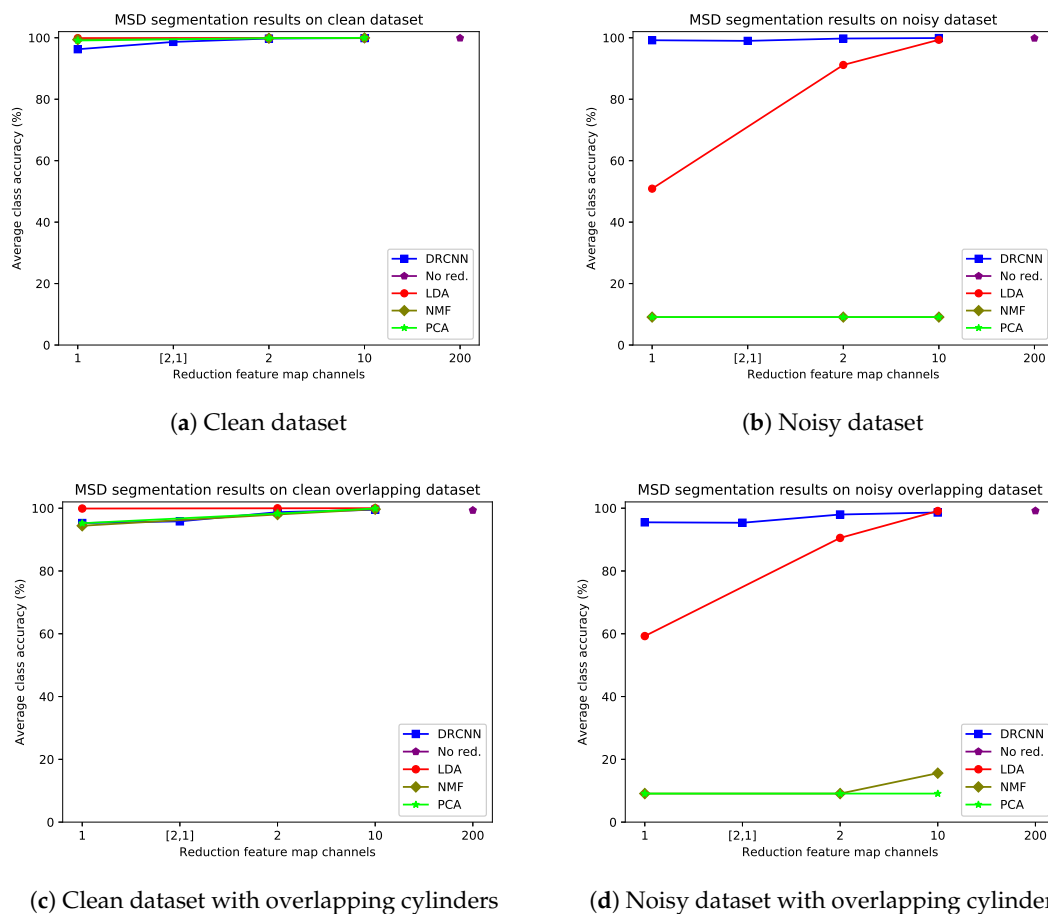 MSD segmentation results on clean dataset
Average class accuracy (%)
100
80
60
40
20
0
DRCNN
No red.
LDA
NMF
PCA
1 [2,1] 2 10 200
Reduction feature map channels
(a) Clean dataset
MSD segmentation results on noisy dataset
Average class accuracy (%)
100
80
60
40
20
0
DRCNN
No red.
LDA
NMF
PCA
1 [2,1] 2 10 200
Reduction feature map channels
(b) Noisy dataset
MSD segmentation results on clean overlapping dataset
Average class accuracy (%)
100
80
60
40
20
0
DRCNN
No red.
LDA
NMF
PCA
1 [2,1] 2 10 200
Reduction feature map channels
(c) Clean dataset with overlapping cylinders
MSD segmentation results on noisy overlapping dataset
Average class accuracy (%)
100
80
60
40
20
0
DRCNN
No red.
LDA
NMF
PCA
1 [2,1] 2 10 200
Reduction feature map channels
(d) Noisy dataset with overlapping